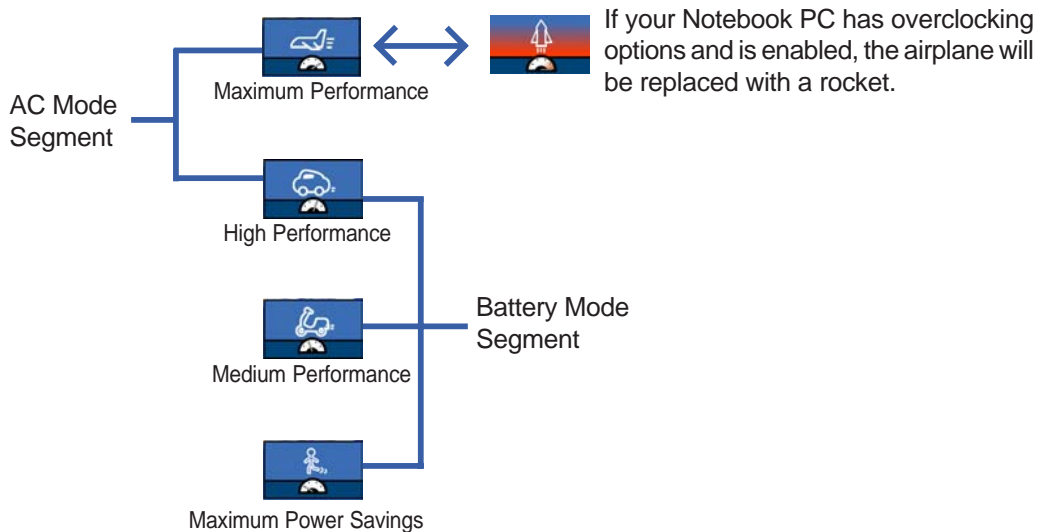 If your Notebook PC has overclocking
options and is enabled, the airplane will
be replaced with a rocket.
Maximum Performance
AC Mode
Segment
High Performance
Battery Mode
Segment
Medium Performance
Maximum Power Savings